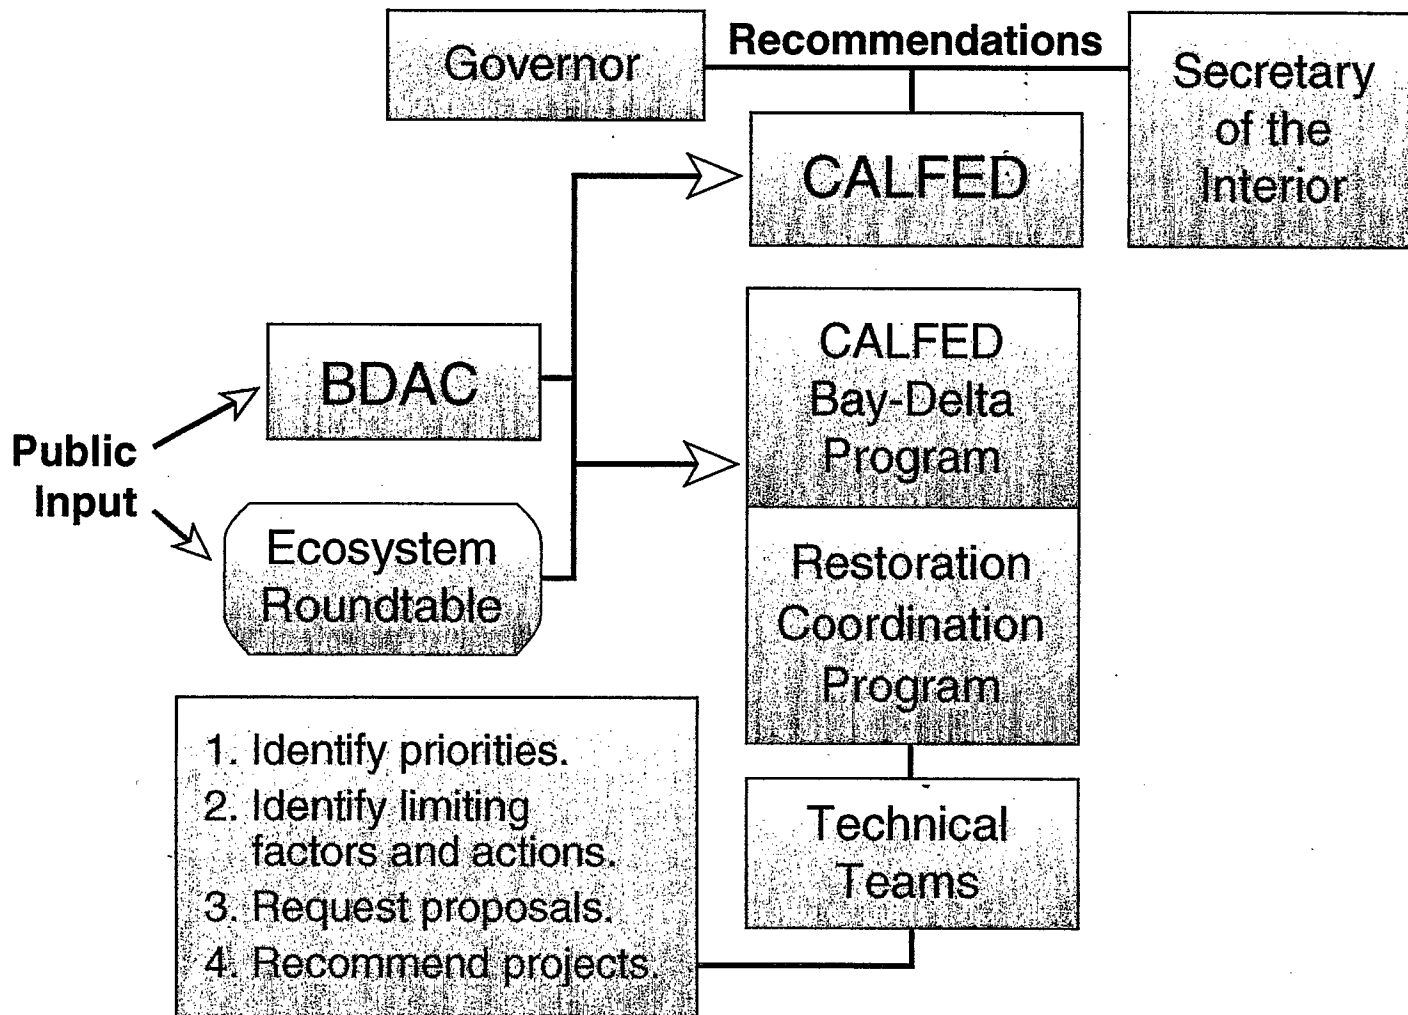 Governor
Recommendations
Secretary
of the
Interior
CALFED
BDAC
CALFED
Bay-Delta
Program
Public
Input
Ecosystem
Roundtable
Restoration
Coordination
Program
1. Identify priorities.
2. Identify limiting
factors and actions.
3. Request proposals.
4. Recommend projects.
Technical
Teams